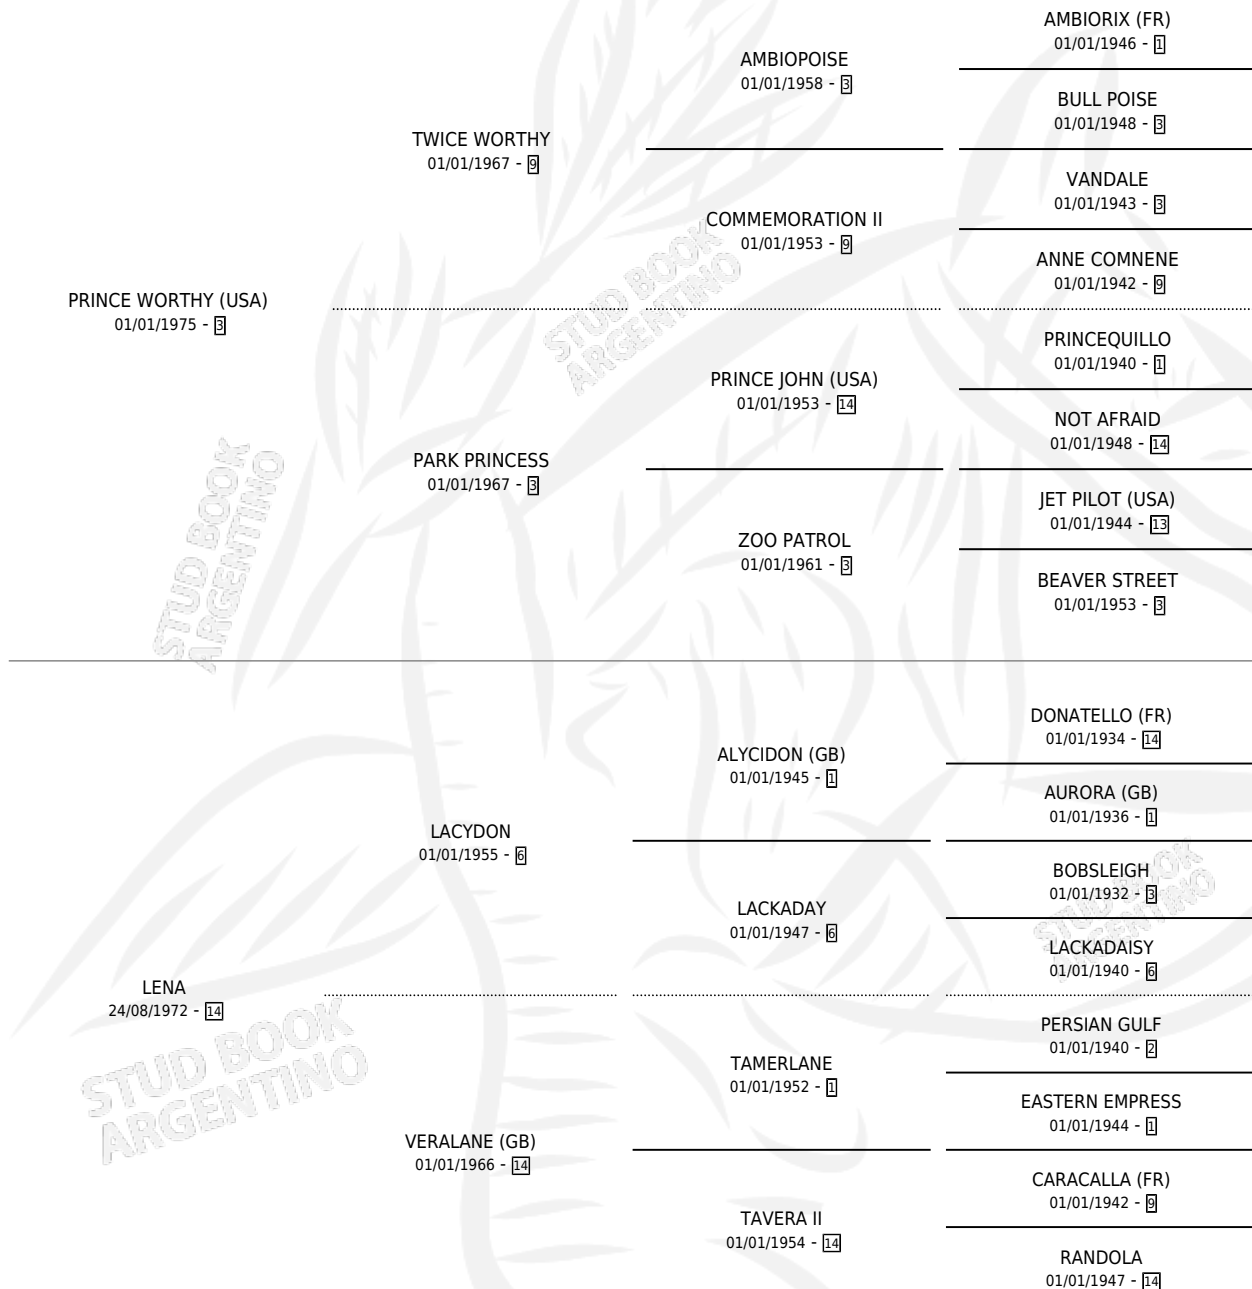 AMBIORIX (FR)
01/01/1946 - 1
AMBIOPOISE
01/01/1958 - 3
BULL POISE
01/01/1948 - 3
TWICE WORTHY
01/01/1967 - 9
VANDALE
01/01/1943 - 3
COMMEMORATION II
01/01/1953 - 9
ANNE COMNENE
01/01/1942 - 9
PRINCE WORTHY (USA)
01/01/1975 - 3
STUD BOOK
ARGENTINO
PRINCEQUILLO
01/01/1940 - 1
PRINCE JOHN (USA)
01/01/1953 - 14
NOT AFRAID
01/01/1948 - 14
PARK PRINCESS
01/01/1967 - 3
JET PILOT (USA)
01/01/1944 - 13
ZOO PATROL
01/01/1961 - 3
BEAVER STREET
01/01/1953 - 3
STUD BOOK
ARGENTINO
DONATELLO (FR)
01/01/1934 - 14
ALYCIDON (GB)
01/01/1945 - 1
AURORA (GB)
01/01/1936 - 1
LACYDON
01/01/1955 - 6
BOBSLEIGH
01/01/1932 - 3
LACKADAY
01/01/1947 - 6
STUD BOOK
ARGENTINO
LACKADAISY
01/01/1940 - 6
LENA
24/08/1972 - 14
STUD BOOK
ARGENTINO
PERSIAN GULF
01/01/1940 - 2
TAMERLANE
01/01/1952 - 1
EASTERN EMPRESS
01/01/1944 - 1
VERALANE (GB)
01/01/1966 - 14
CARACALLA (FR)
01/01/1942 - 9
TAVERA II
01/01/1954 - 14
RANDOLA
01/01/1947 - 14